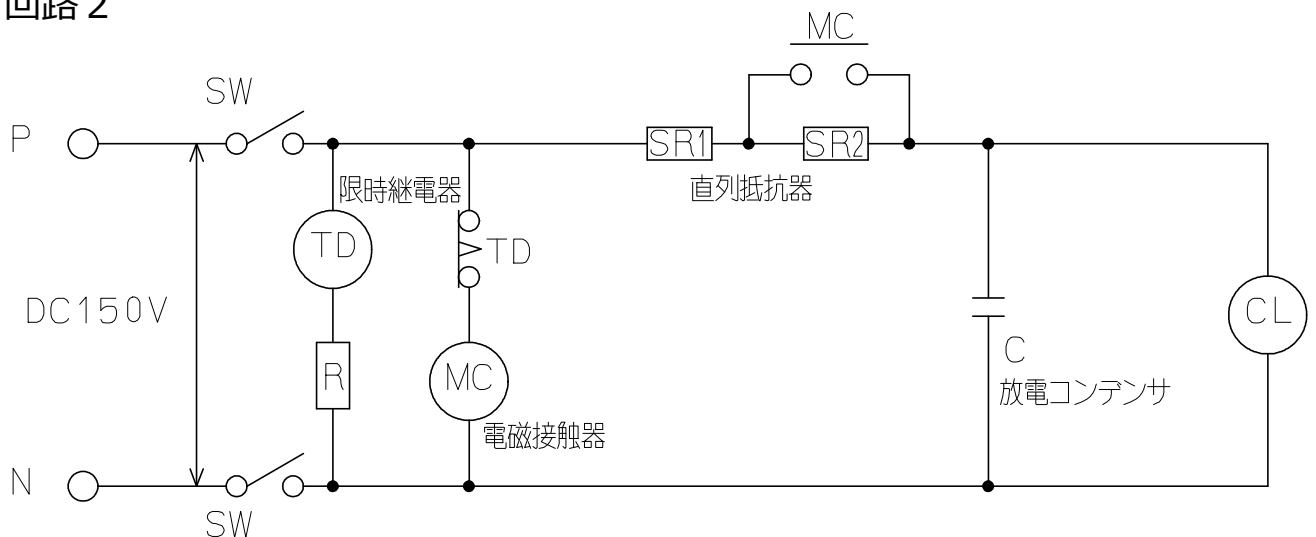 回路2
MC
SW
P
SR1
SR2
限時継電器
直列抵抗器
TD
TD
DC150V
CL
R
MC
C
放電コンデンサ
電磁接触器
N
SW